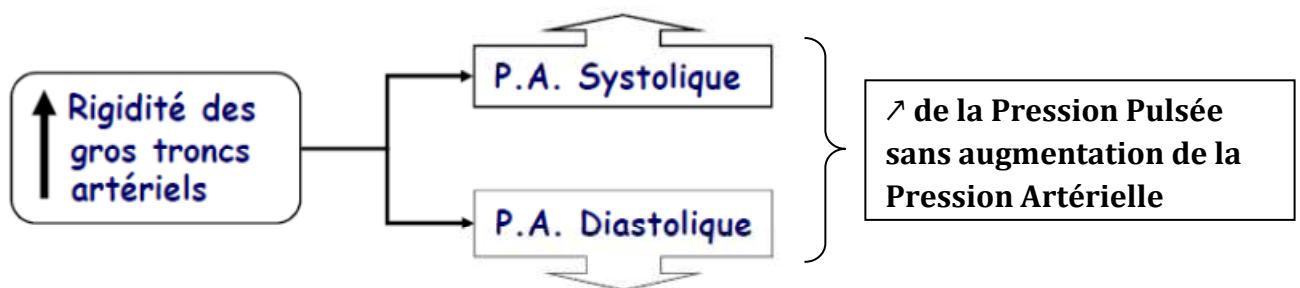 Rigidité des
gros troncs
artériels
P.A. Systolique
P.A. Diastolique
↗ de la Pression Pulsée
sans augmentation de la
Pression Artérielle